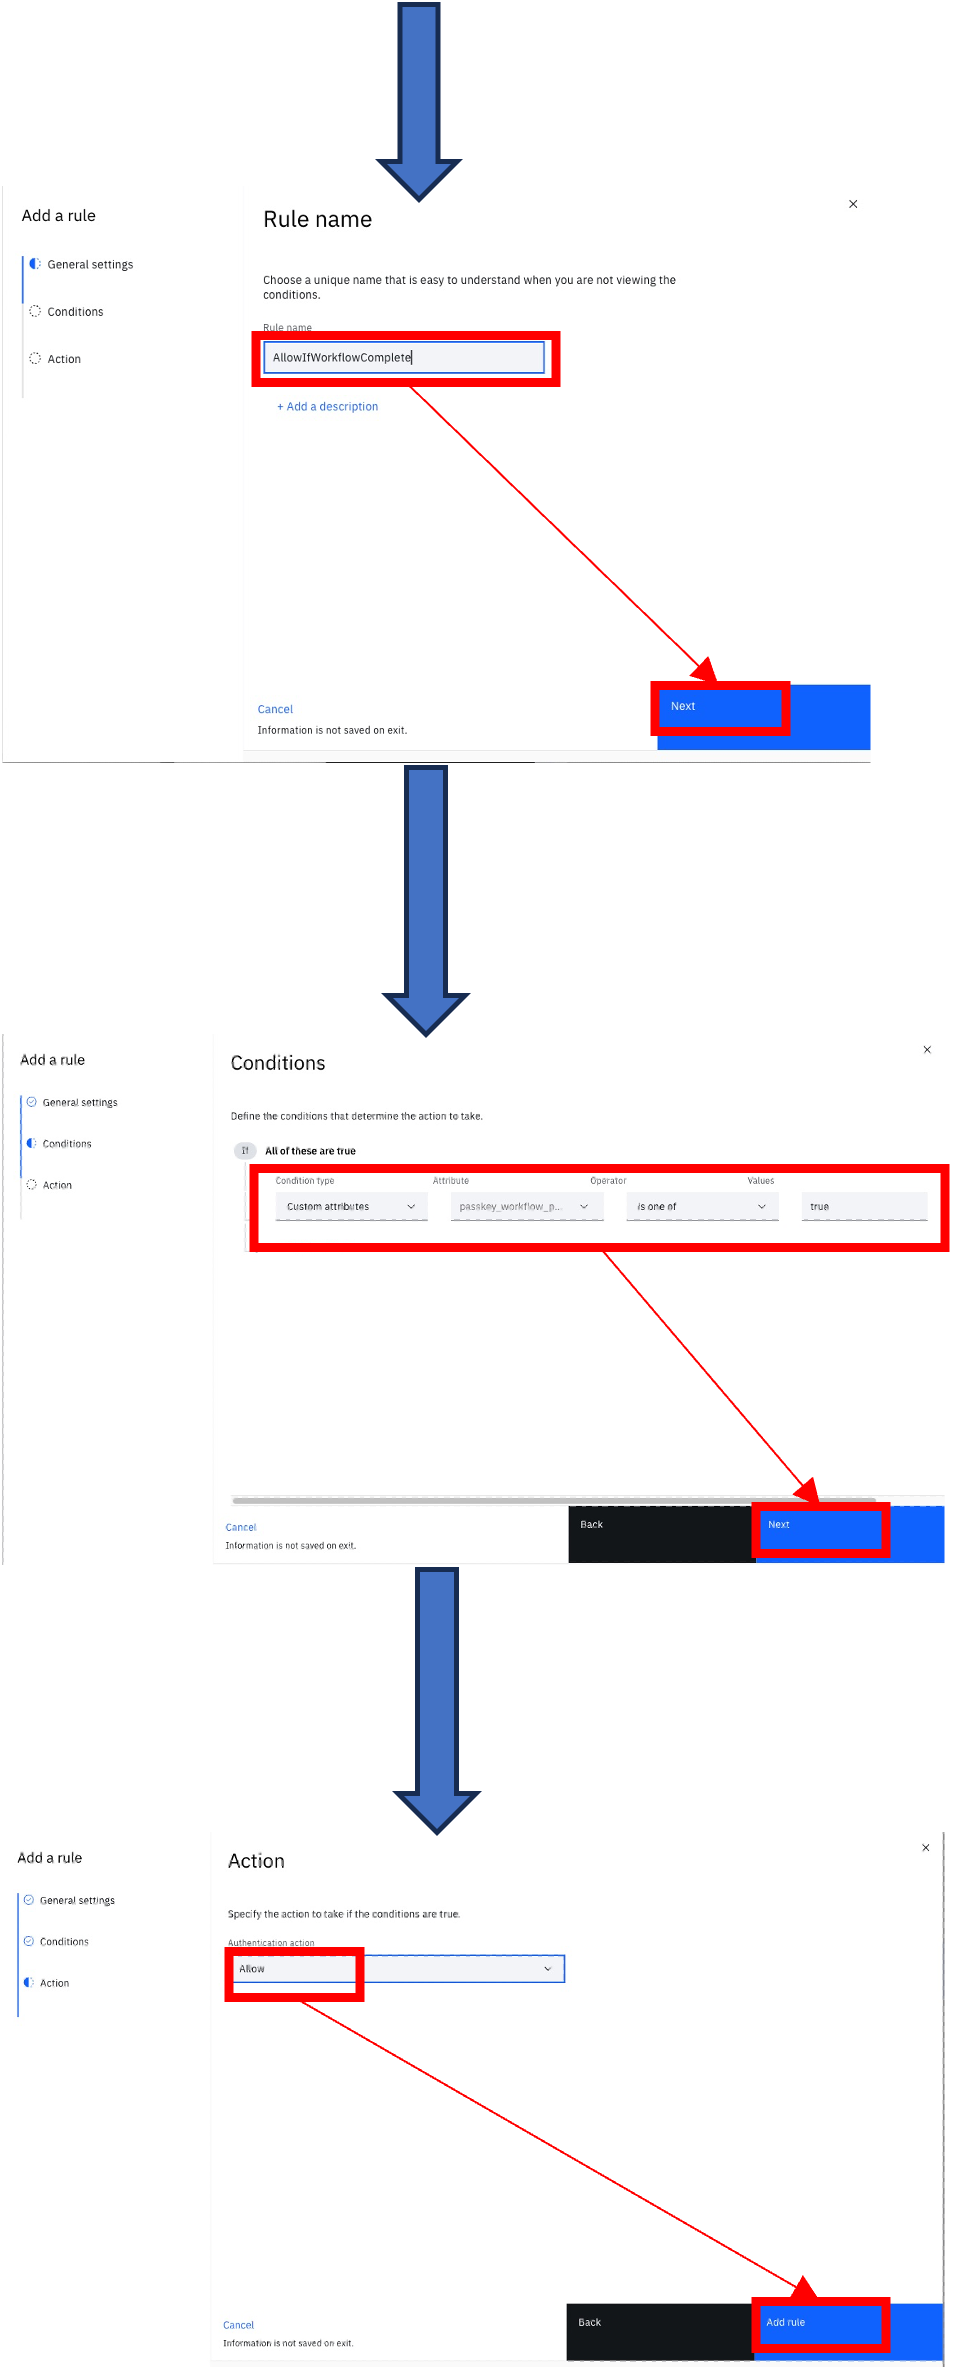 Add a rule
General settings
Conditions
Action
Rule name
Choose a unique name that is easy to understand when you are not viewing the
conditions.
Rule name
AllowIfWorkflowComplete
+ Add a description
Cancel
Information is not saved on exit.
Next
Add a rule
General settings
Conditions
Action
Conditions
Define the conditions that determine the action to take.
If All of these are true
Condition type Attribute Operator Values
Custom attributes passkey_workflow_p... is one of true
Cancel
Information is not saved on exit.
Back
Next
Add a rule
General settings
Conditions
Action
Action
Specify the action to take if the conditions are true.
Authentication action
Allow
Cancel
Information is not saved on exit.
Back
Add rule